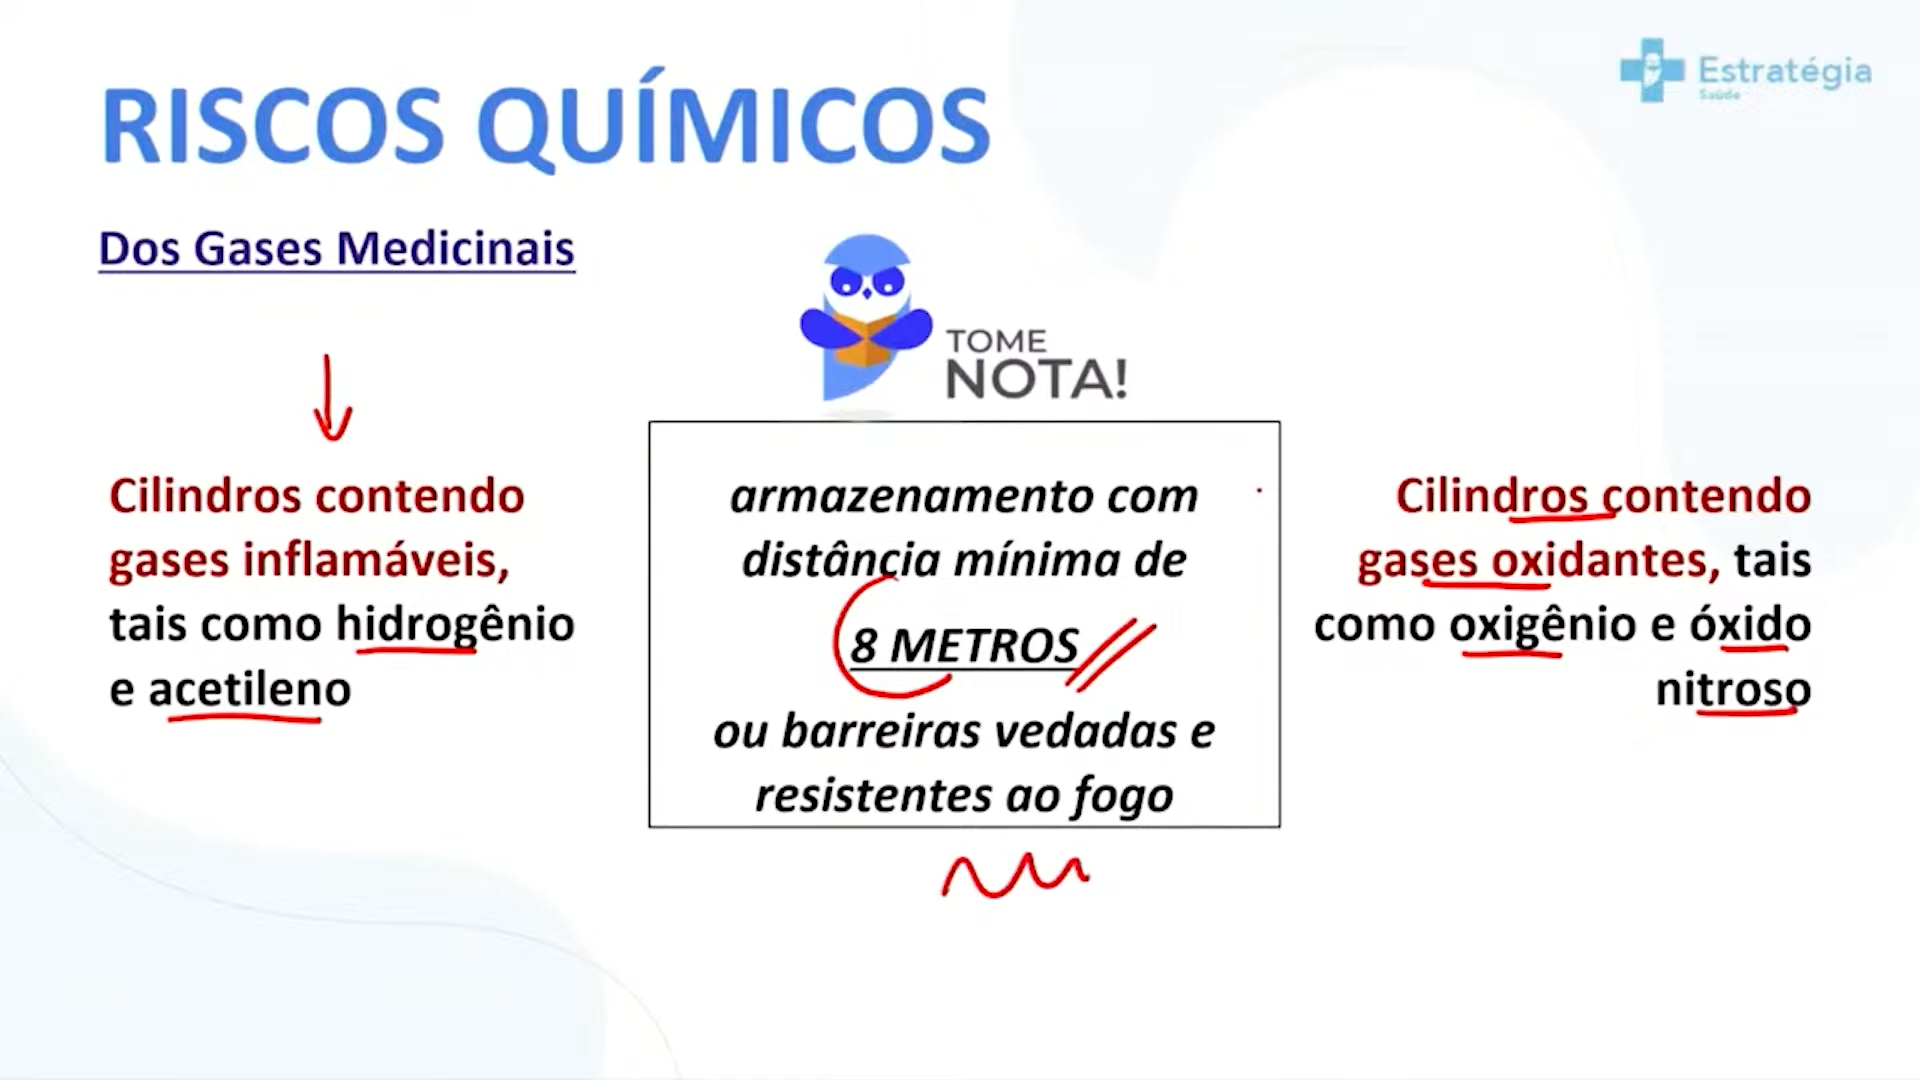 RISCOS QUÍMICOS
Estratégia
Saúde
Dos Gases Medicinais
TOME
NOTA!
Cilindros contendo
gases inflamáveis,
tais como hidrogênio
e acetileno
armazenamento com
distância mínima de
8 METROS
ou barreiras vedadas e
resistentes ao fogo
Cilindros contendo
gases oxidantes, tais
como oxigênio e óxido
nitroso